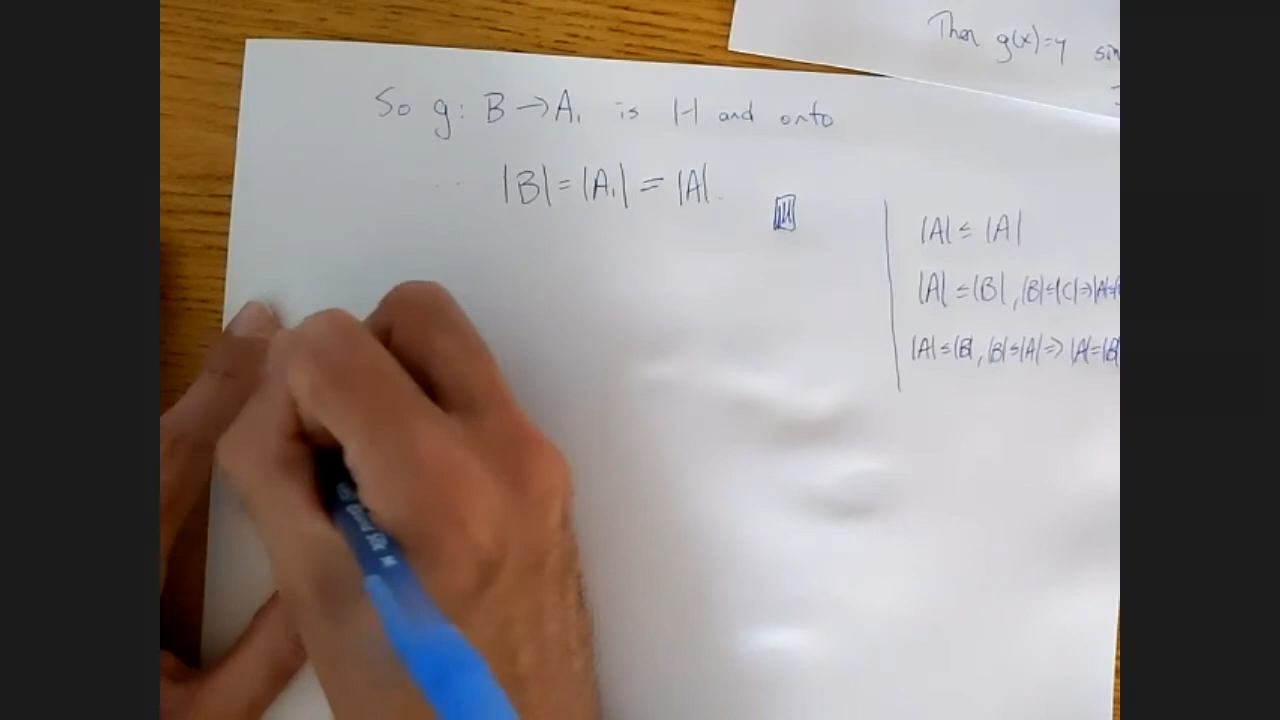 Then g(x)=y
So g: B→A₁ is 1-1 and onto
|B| = |A₁| = |A|.
|A| ≤ |A|
|A| ≤ |B|, |B| ≤ |C| ⇒ |A| ≤
|A| ≤ |B|, |B| ≤ |A| ⇒ |A| = |B|